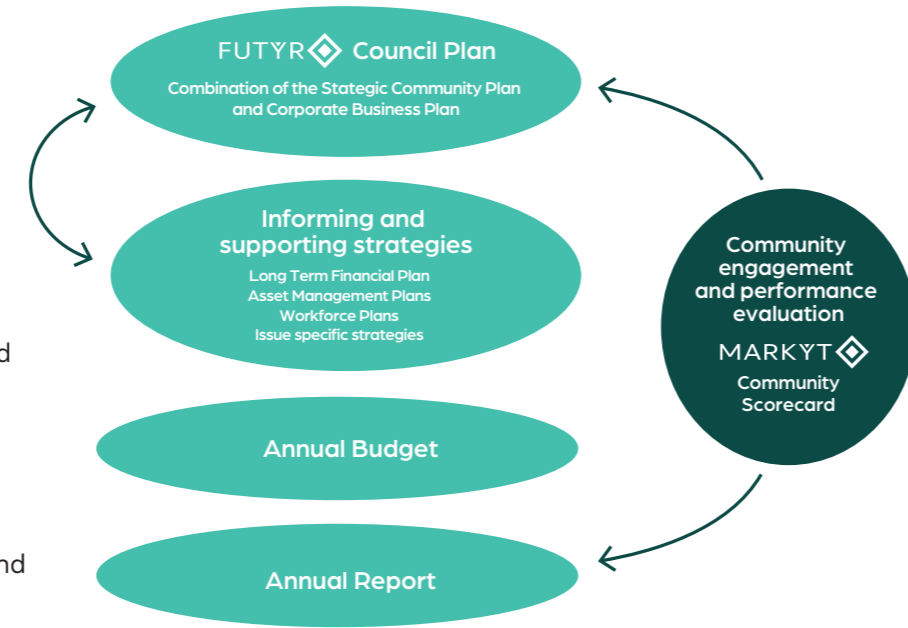 FUTYR Council Plan
Combination of the Stategic Community Plan
and Corporate Business Plan
Informing and
supporting strategies
Long Term Financial Plan
Asset Management Plans
Workforce Plans
Issue specific strategies
Annual Budget
Annual Report
Community
engagement
and performance
evaluation
MARKYT
Community
Scorecard
d
nd